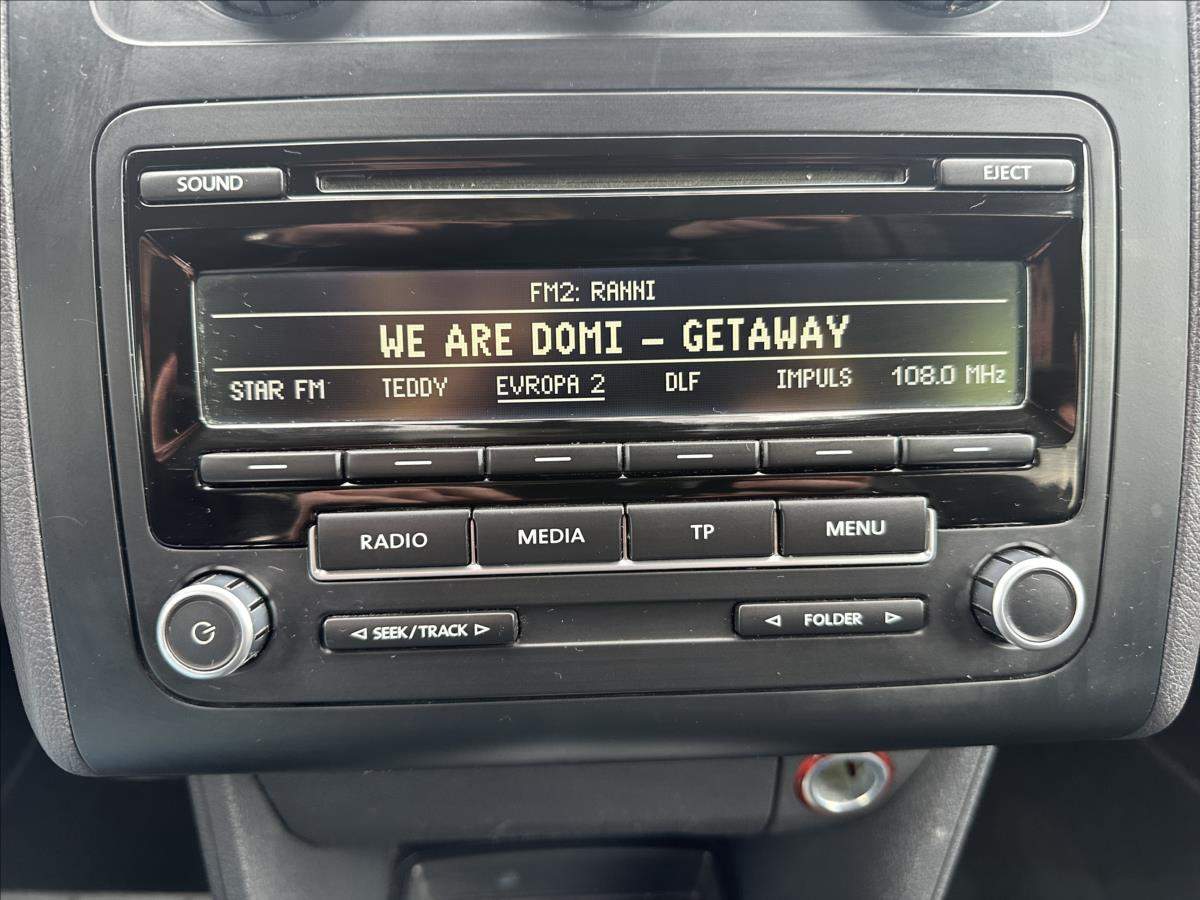 SOUND EJECT
FM2: RANNI
WE ARE DOMI - GETAWAY
STAR FM TEDDY EVROPA 2 DLF IMPULS 108.0 MHz
RADIO MEDIA TP MENU
SEEK/TRACK FOLDER